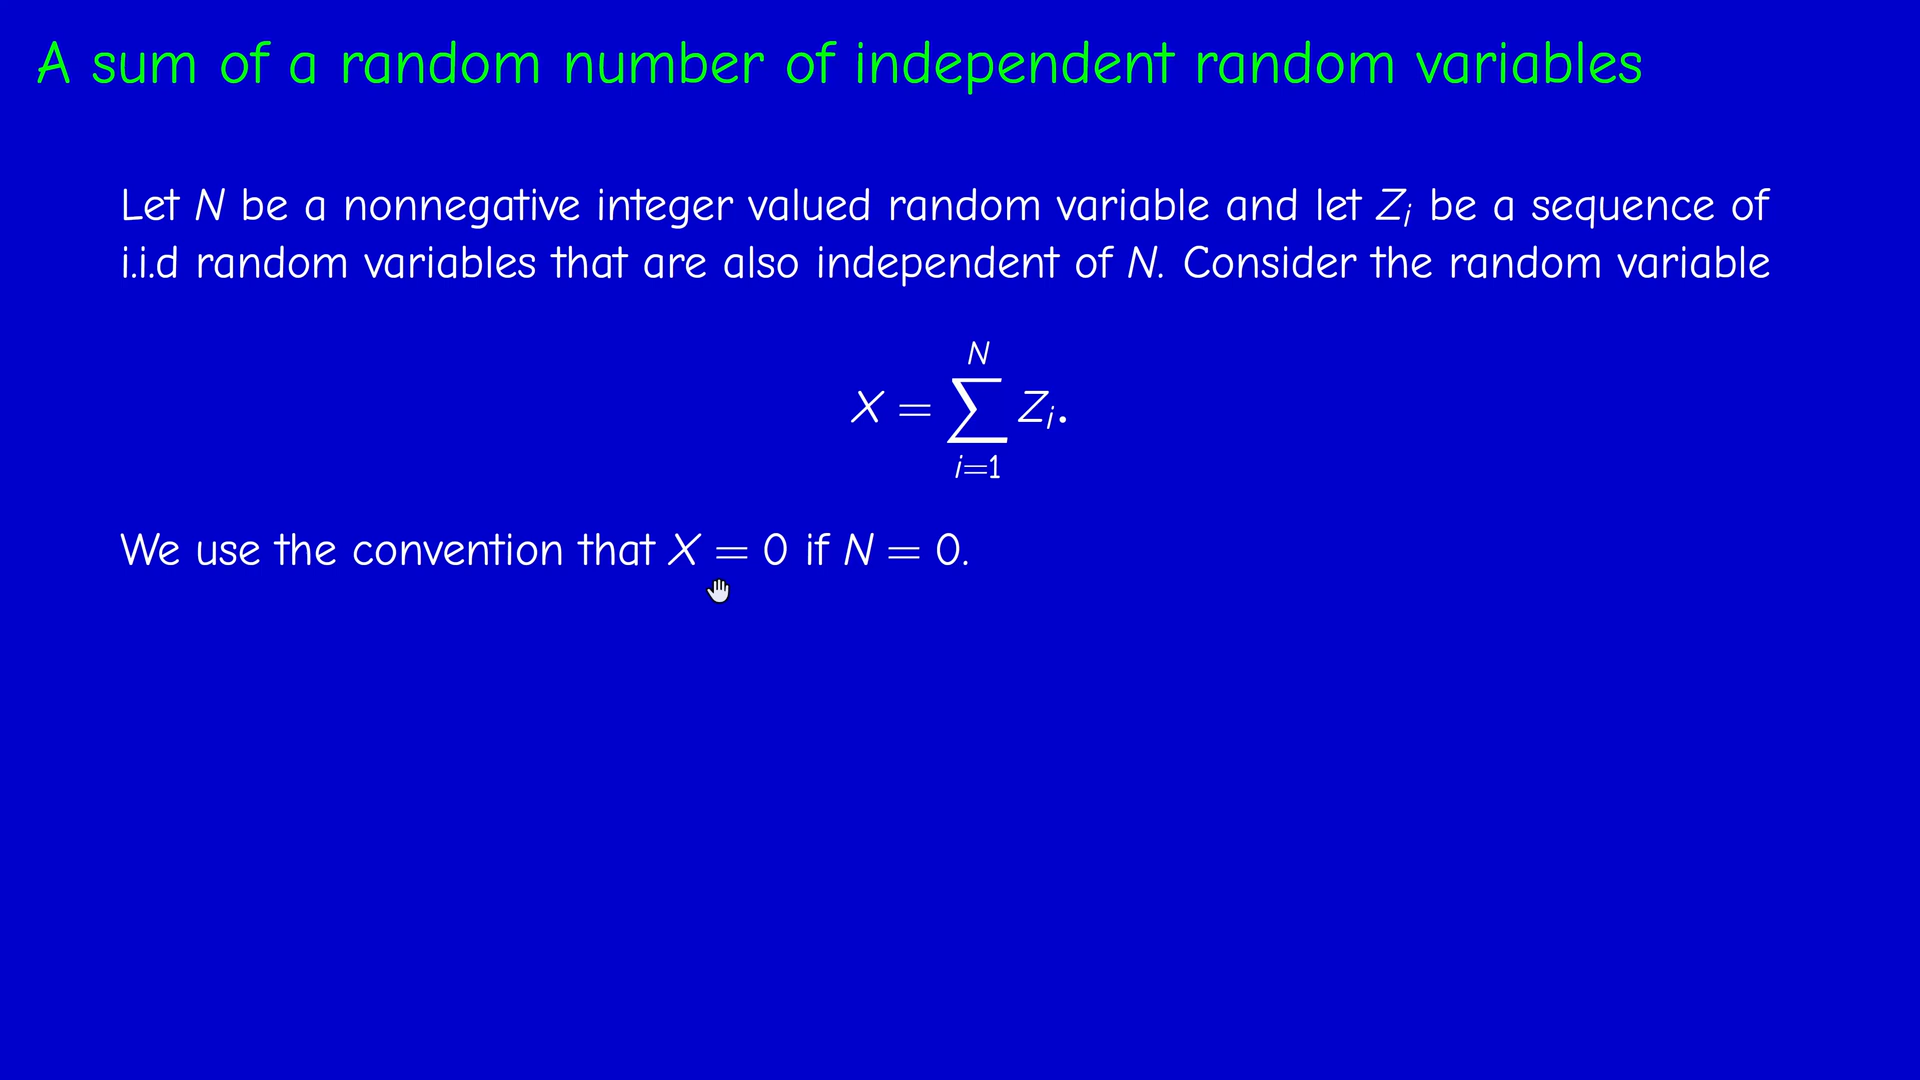 A sum of a random number of independent random variables
Let N be a nonnegative integer valued random variable and let Z_i be a sequence of
i.i.d random variables that are also independent of N. Consider the random variable
X = \sum_{i=1}^{N} Z_i.
We use the convention that X = 0 if N = 0.